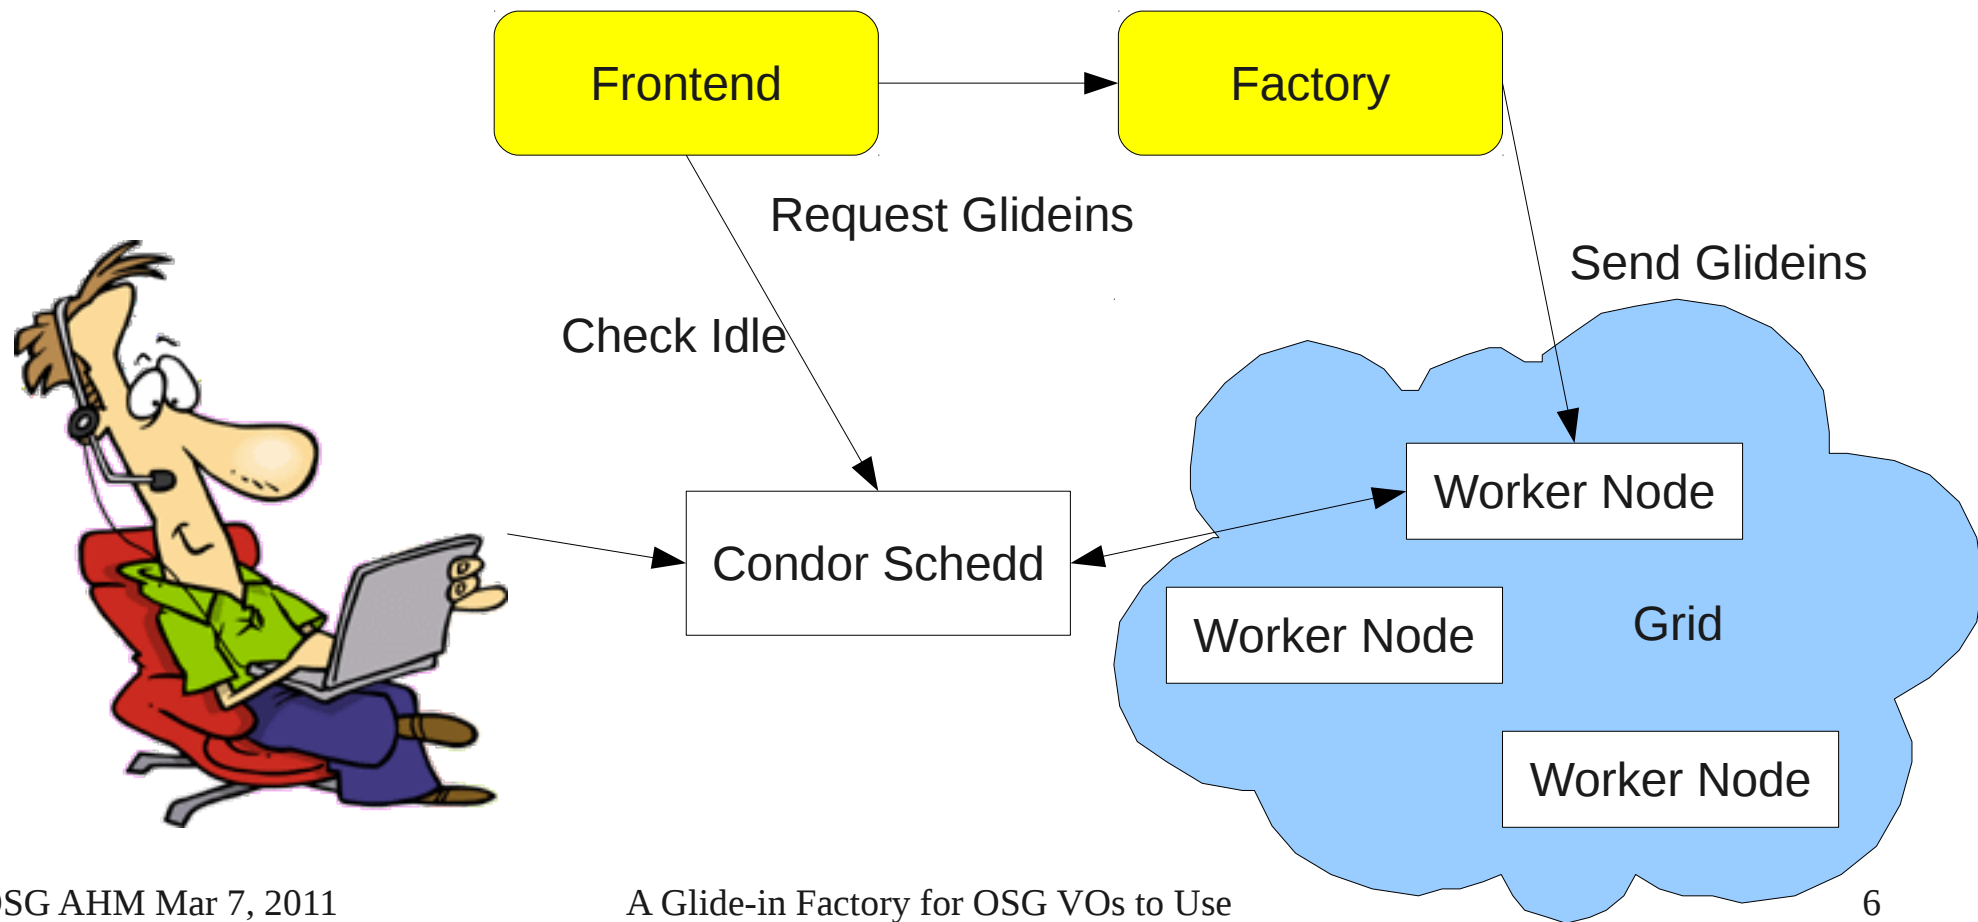 Frontend
Factory
Request Glideins
Send Glideins
Check Idle
Worker Node
Condor Schedd
Worker Node
Grid
Worker Node
AHM Mar 7, 2011
A Glide-in Factory for OSG VOs to Use
6